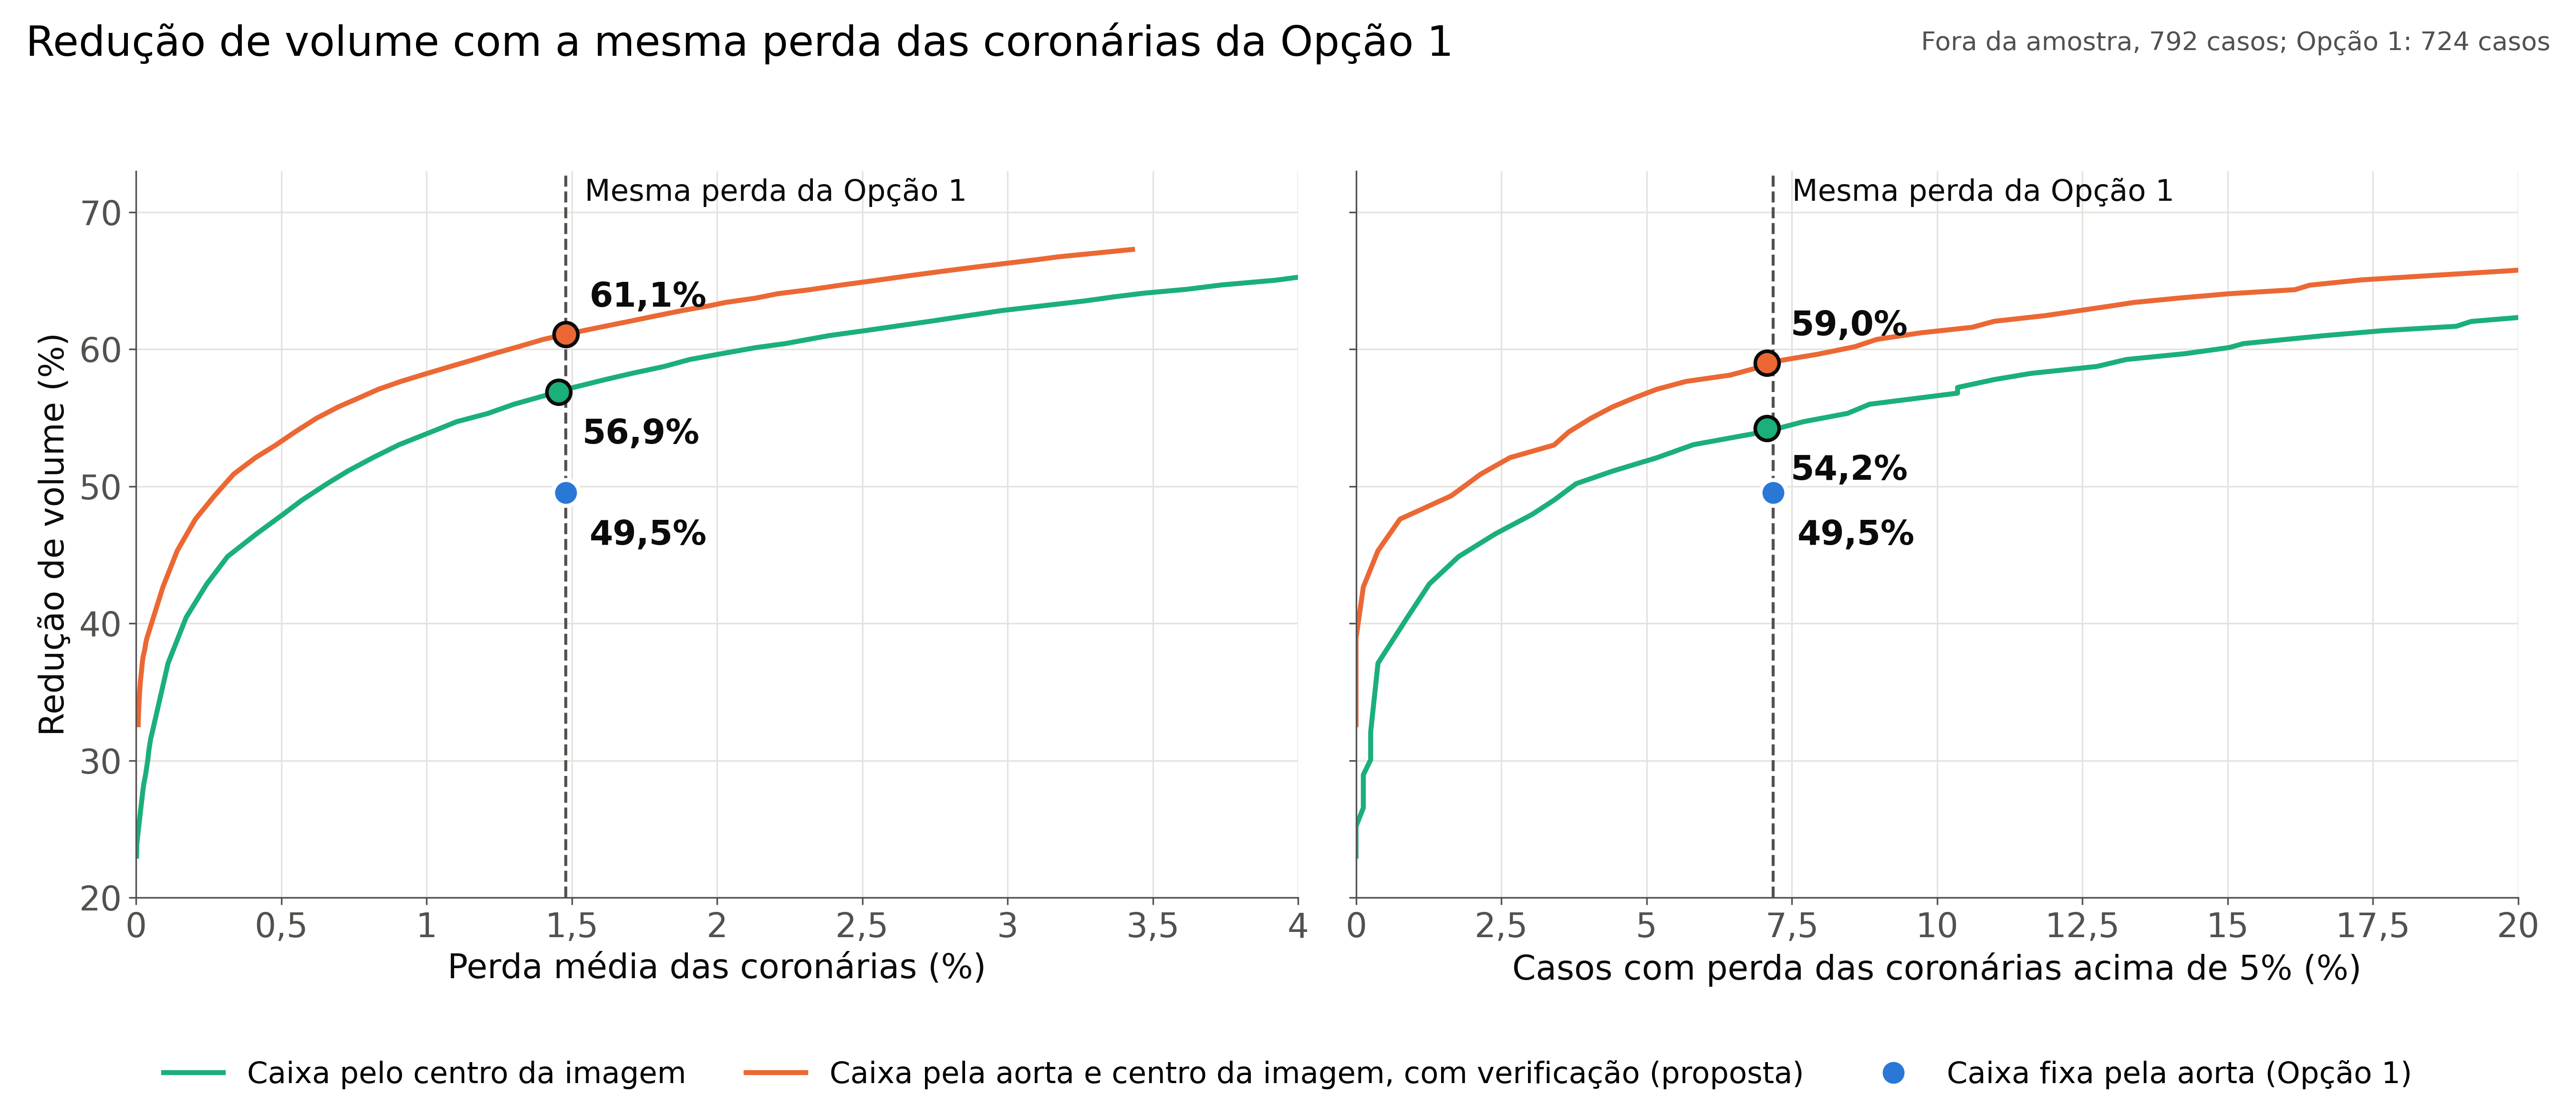 Redução de volume com a mesma perda das coronárias da Opção 1
Fora da amostra, 792 casos; Opção 1: 724 casos
Redução de volume (%)
70
60
50
40
30
20
Mesma perda da Opção 1
61,1%
56,9%
49,5%
0 0,5 1 1,5 2 2,5 3 3,5 4
Perda média das coronárias (%)
Mesma perda da Opção 1
59,0%
54,2%
49,5%
0 2,5 5 7,5 10 12,5 15 17,5 20
Casos com perda das coronárias acima de 5% (%)
Caixa pelo centro da imagem
Caixa pela aorta e centro da imagem, com verificação (proposta)
Caixa fixa pela aorta (Opção 1)